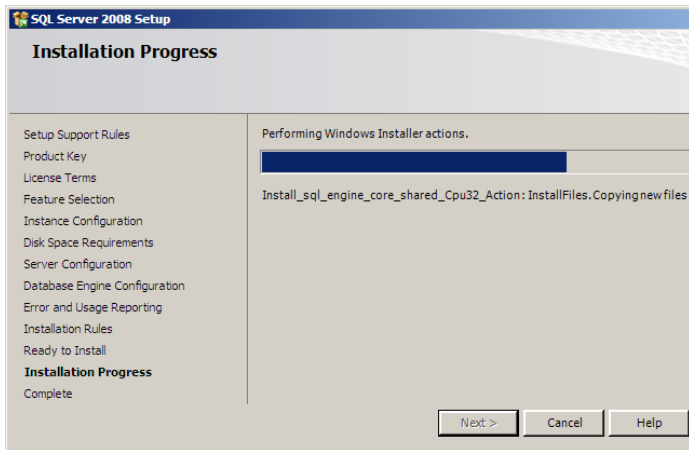 SQL Server 2008 Setup
Installation Progress
Setup Support Rules
Product Key
License Terms
Feature Selection
Instance Configuration
Disk Space Requirements
Server Configuration
Database Engine Configuration
Error and Usage Reporting
Installation Rules
Ready to Install
Installation Progress
Complete
Performing Windows Installer actions.
Install_sql_engine_core_shared_Cpu32_Action: InstallFiles. Copying new files
Next >
Cancel
Help